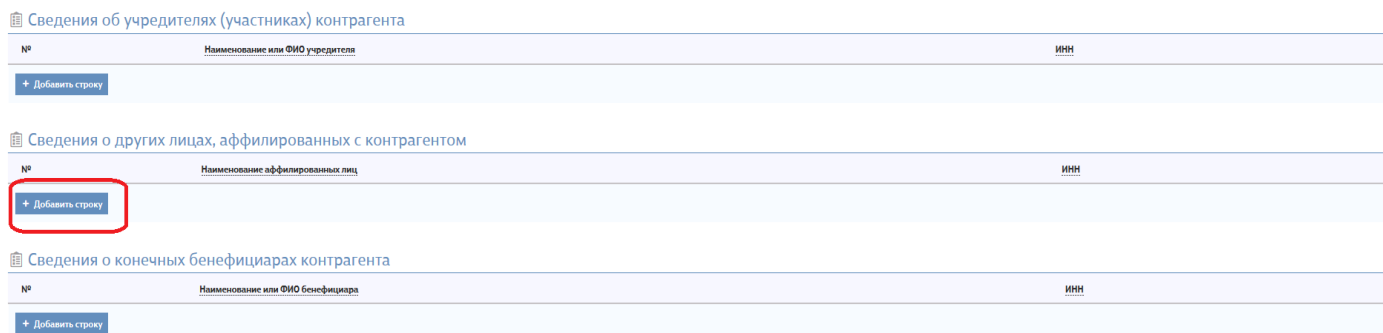 Сведения об учредителях (участниках) контрагента
№ Наименование или ФИО учредителя ИНН
+ Добавить строку
Сведения о других лицах, аффилированных с контрагентом
№ Наименование аффилированных лиц ИНН
+ Добавить строку
Сведения о конечных бенефициарах контрагента
№ Наименование или ФИО бенефициара ИНН
+ Добавить строку